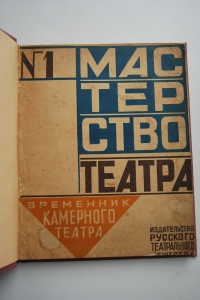 №1
МАС
ТЕР
СТВО
ТЕАТРА
ВРЕМЕННИК
КАМЕРНОГО
ТЕАТРА
ИЗДАТЕЛЬСТВО
РУССКОГО
ТЕАТРАЛЬНОГО